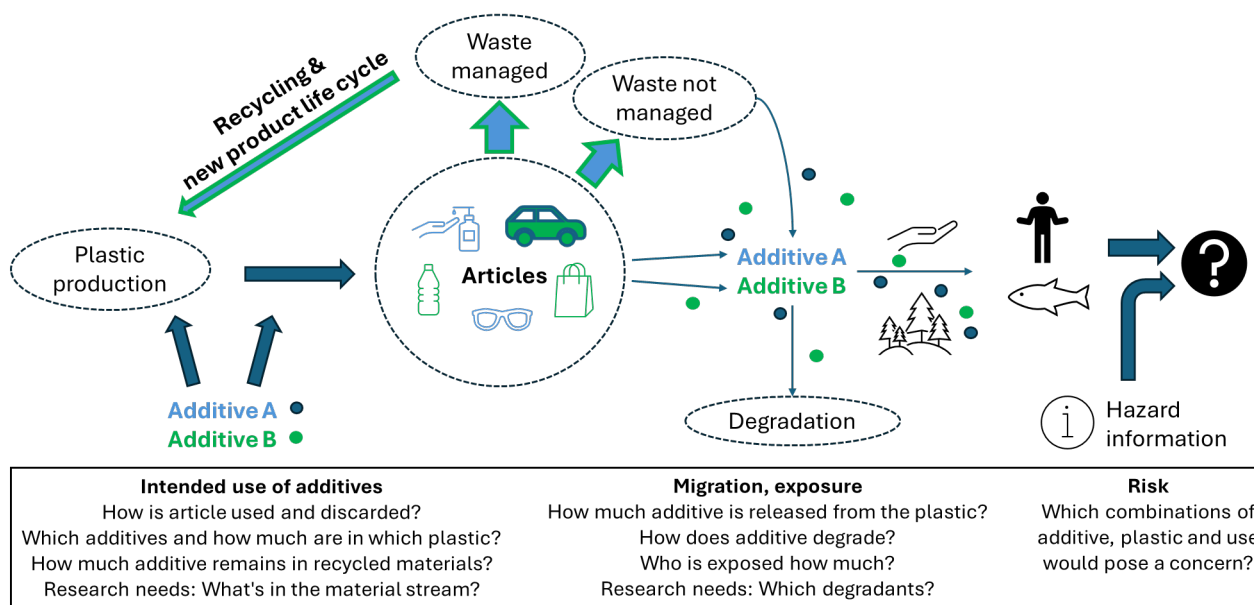 Waste
managed
Waste not
managed
Recycling &
new product life cycle
Plastic
production
Articles
Additive A
Additive B
Additive A
Additive B
Degradation
Hazard
information
Intended use of additives
How is article used and discarded?
Which additives and how much are in which plastic?
How much additive remains in recycled materials?
Research needs: What's in the material stream?
Migration, exposure
How much additive is released from the plastic?
How does additive degrade?
Who is exposed how much?
Research needs: Which degradants?
Risk
Which combinations of
additive, plastic and use
would pose a concern?